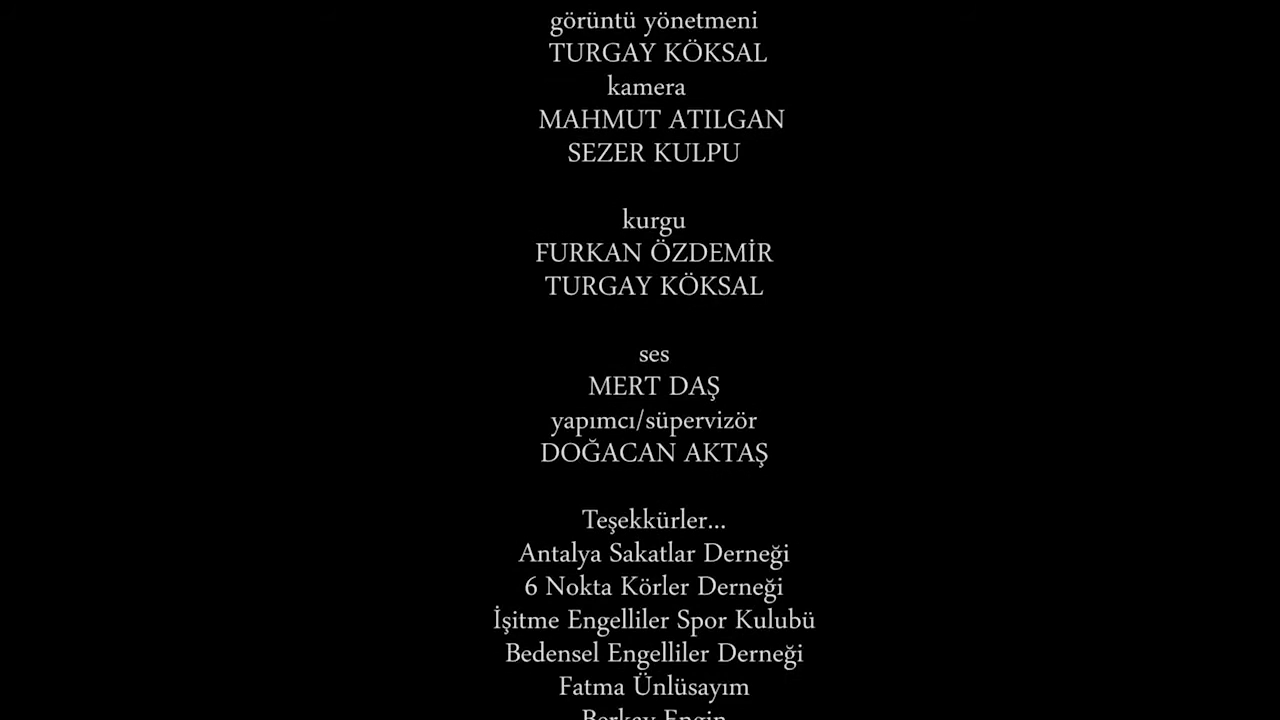 görüntü yönetmeni
TURGAY KÖKSAL
kamera
MAHMUT ATILGAN
SEZER KULPU
kurgu
FURKAN ÖZDEMİR
TURGAY KÖKSAL
ses
MERT DAŞ
yapımcı/süpervizör
DOĞACAN AKTAŞ
Teşekkürler...
Antalya Sakatlar Derneği
6 Nokta Körler Derneği
İşitme Engelliler Spor Kulubü
Bedensel Engelliler Derneği
Fatma Ünlüsayım
Berkay Engin